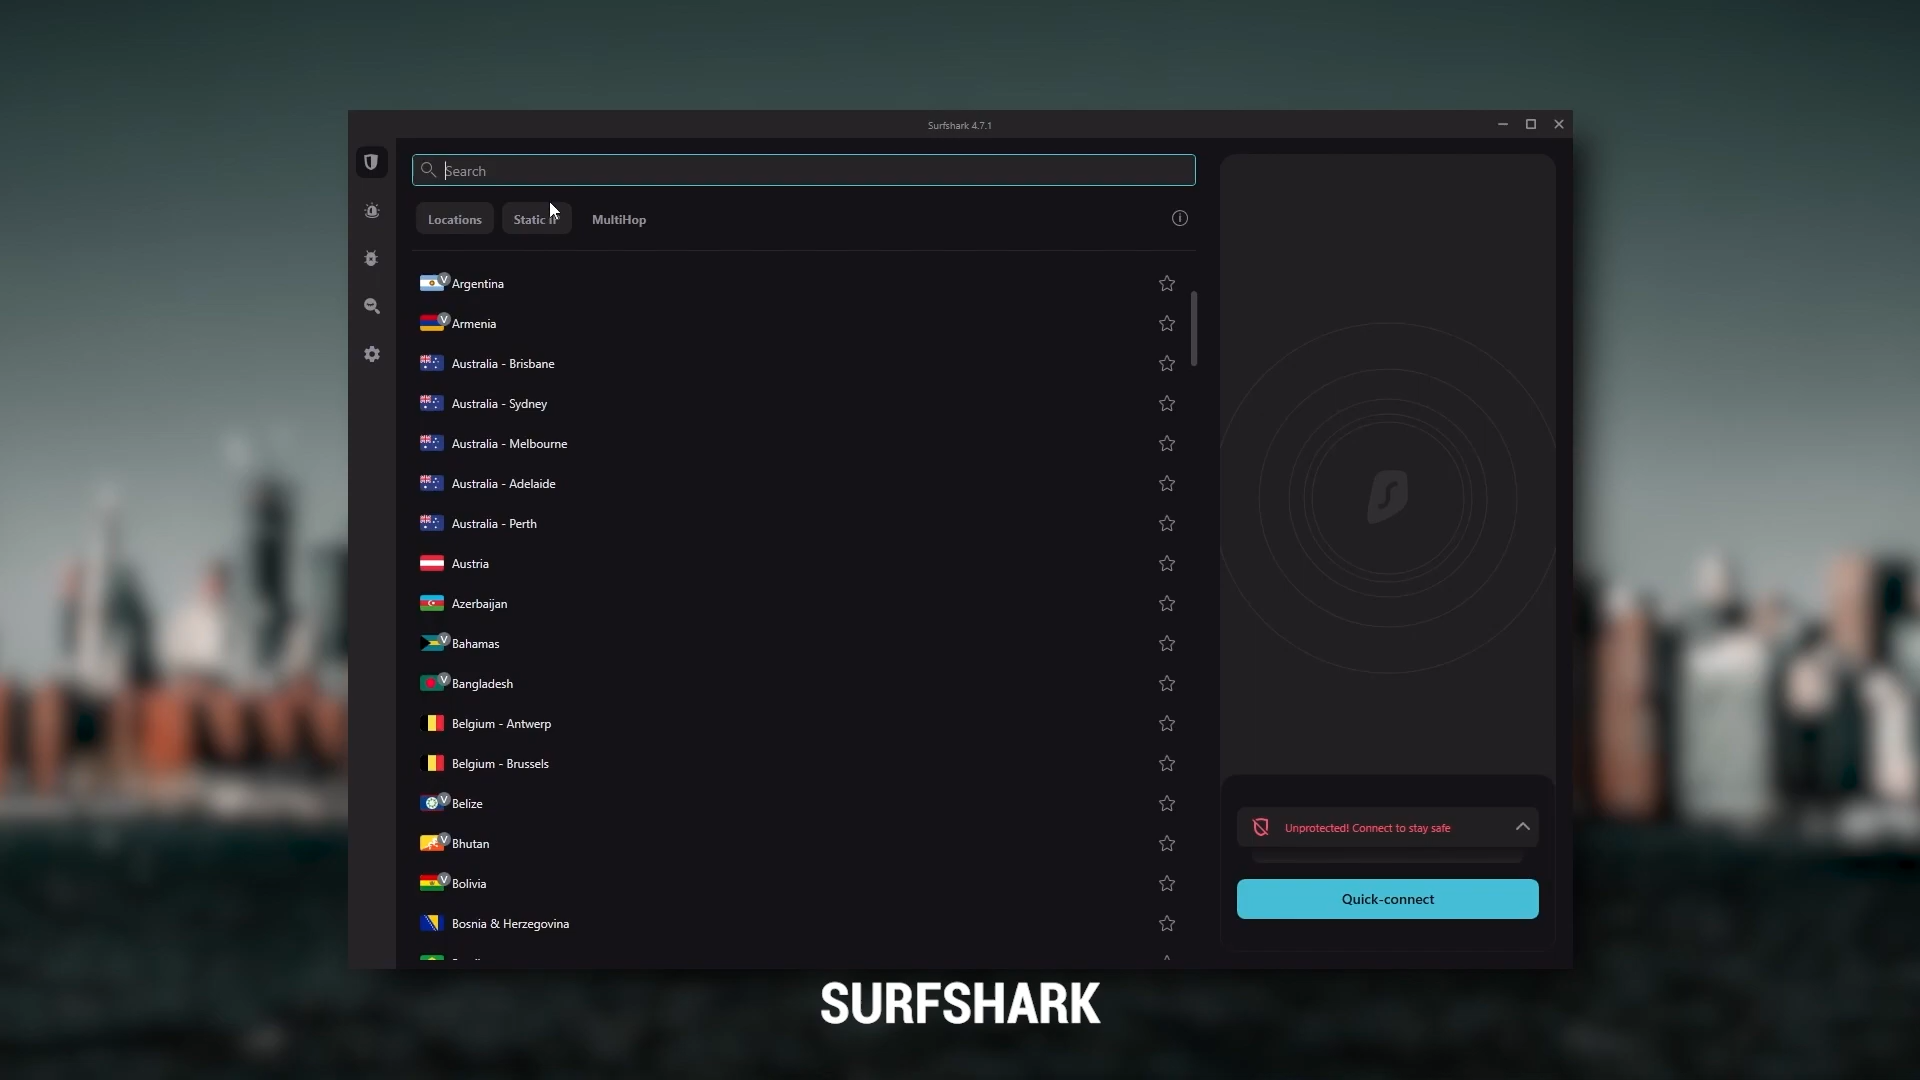 Surfshark 4.7.1
Search
Locations
Static
MultiHop
V Argentina
V Armenia
Australia - Brisbane
Australia - Sydney
Australia - Melbourne
Australia - Adelaide
Australia - Perth
Austria
Azerbaijan
V Bahamas
V Bangladesh
Belgium - Antwerp
Belgium - Brussels
V Belize
V Bhutan
V Bolivia
Bosnia & Herzegovina
Unprotected! Connect to stay safe
Quick-connect
SURFSHARK